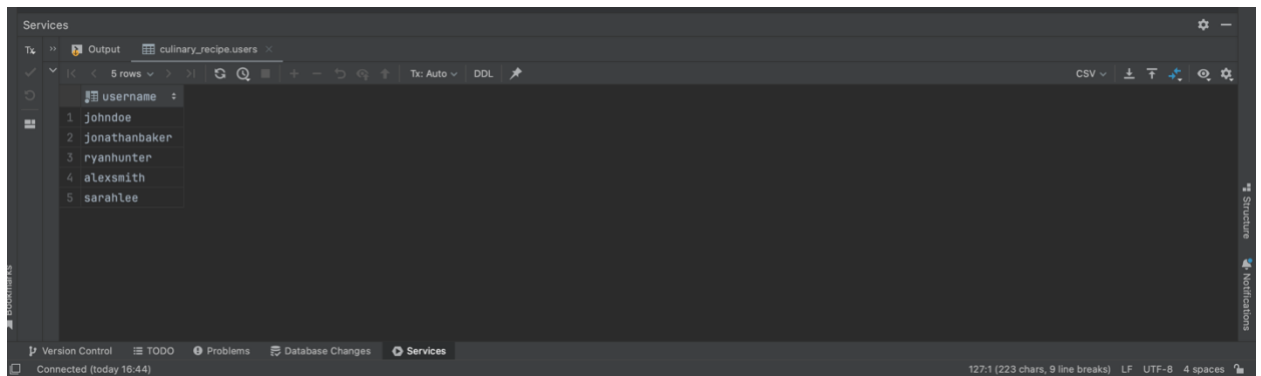 Services
Tx Output culinary_recipe.users
5 rows Tx: Auto DDL CSV
username
1 johndoe
2 jonathanbaker
3 ryanhunter
4 alexsmith
5 sarahlee
Structure
Notifications
Bookmarks
Version Control TODO Problems Database Changes Services
Connected (today 16:44) 127:1 (223 chars, 9 line breaks) LF UTF-8 4 spaces